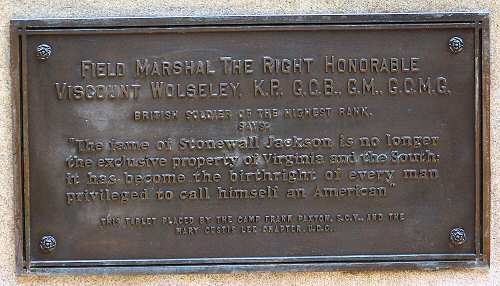 Field Marshal The Right Honorable
Viscount Wolseley, K.P. G.C.B., G.M., G.C.M.G.
British Soldier of the Highest Rank.
Says:
"The fame of Stonewall Jackson is no longer
the exclusive property of Virginia and the South;
it has become the birthright of every man
privileged to call himself an American"
This Tablet Placed by the Camp Frank Paxton, S.C.V., and the
Mary Custis Lee Chapter, U.D.C.